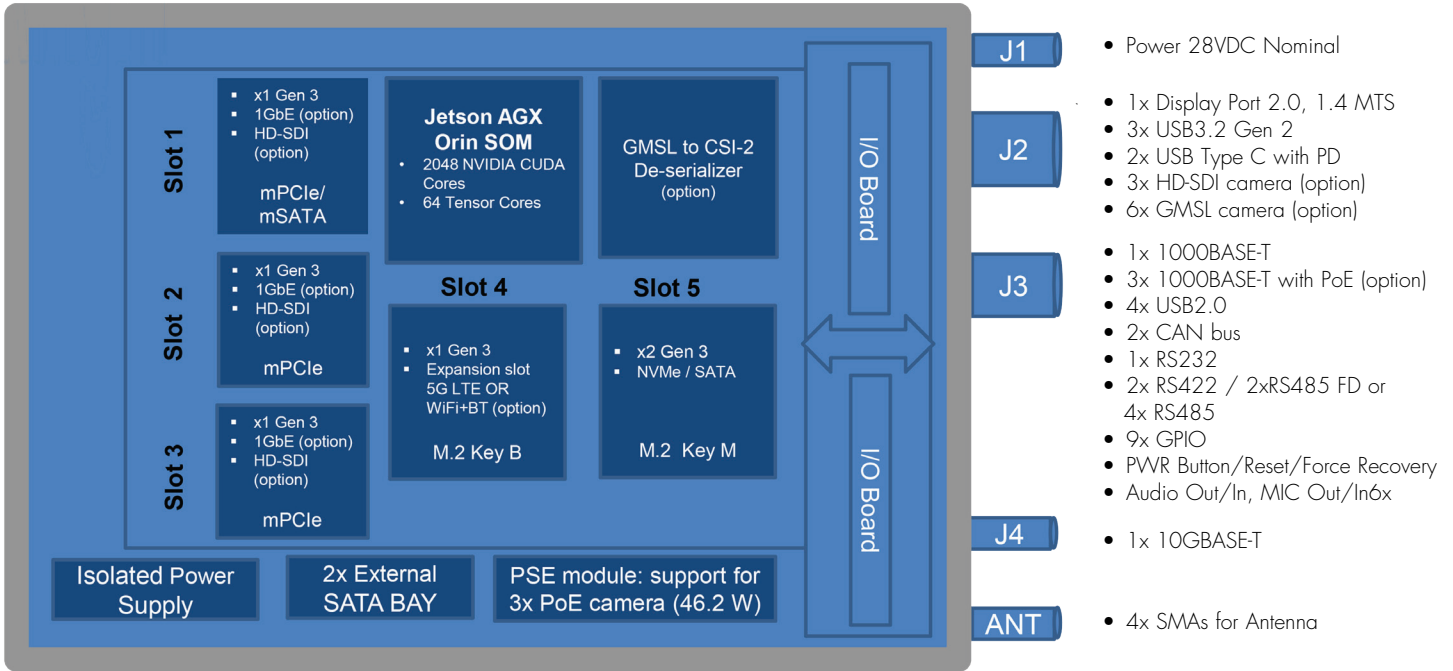 Slot 1
▪ x1 Gen 3
▪ 1GbE (option)
▪ HD-SDI
(option)
mPCIe/
mSATA
Jetson AGX
Orin SOM
• 2048 NVIDIA CUDA
Cores
• 64 Tensor Cores
GMSL to CSI-2
De-serializer
(option)
Slot 2
▪ x1 Gen 3
▪ 1GbE (option)
▪ HD-SDI
(option)
mPCIe
Slot 4
▪ x1 Gen 3
▪ Expansion slot
5G LTE OR
WiFi+BT (option)
M.2 Key B
Slot 5
▪ x2 Gen 3
▪ NVMe / SATA
M.2 Key M
Slot 3
▪ x1 Gen 3
▪ 1GbE (option)
▪ HD-SDI
(option)
mPCIe
Isolated Power
Supply
2x External
SATA BAY
PSE module: support for
3x PoE camera (46.2 W)
I/O Board
I/O Board
J1
• Power 28VDC Nominal
J2
• 1x Display Port 2.0, 1.4 MTS
• 3x USB3.2 Gen 2
• 2x USB Type C with PD
• 3x HD-SDI camera (option)
• 6x GMSL camera (option)
J3
• 1x 1000BASE-T
• 3x 1000BASE-T with PoE (option)
• 4x USB2.0
• 2x CAN bus
• 1x RS232
• 2x RS422 / 2xRS485 FD or
4x RS485
• 9x GPIO
• PWR Button/Reset/Force Recovery
• Audio Out/In, MIC Out/In6x
J4
• 1x 10GBASE-T
ANT
• 4x SMAs for Antenna